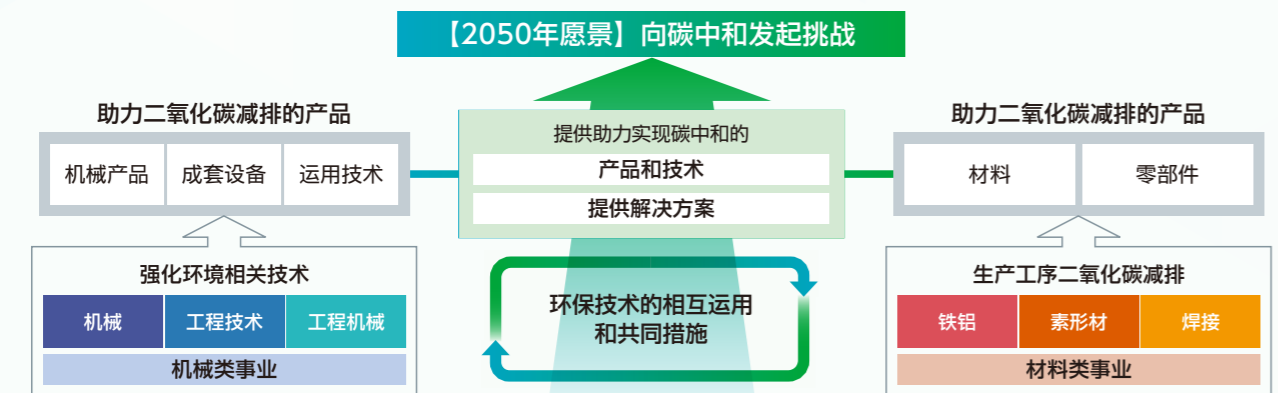 【2050年愿景】向碳中和发起挑战
助力二氧化碳减排的产品
机械产品
成套设备
运用技术
强化环境相关技术
机械
工程技术
工程机械
机械类事业
提供助力实现碳中和的
产品和技术
提供解决方案
环保技术的相互运用
和共同措施
助力二氧化碳减排的产品
材料
零部件
生产工序二氧化碳减排
铁铝
素形材
焊接
材料类事业